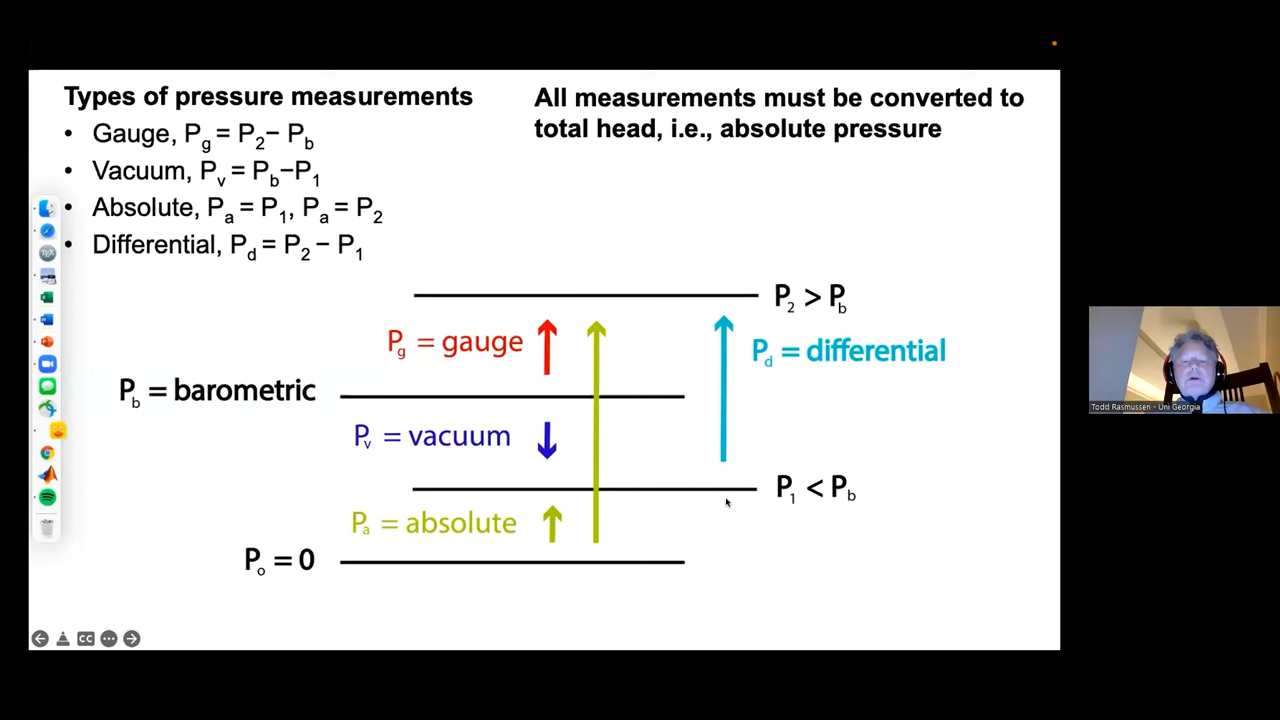 Types of pressure measurements
• Gauge, Pg = P2− Pb
• Vacuum, Pv = Pb−P1
• Absolute, Pa = P1, Pa = P2
• Differential, Pd = P2 − P1
All measurements must be converted to
total head, i.e., absolute pressure
P2 > Pb
Pg = gauge
Pd = differential
Pb = barometric
Pv = vacuum
P1 < Pb
Pa = absolute
Po = 0
Todd Rasmussen - Uni Georgia
TeX
CC